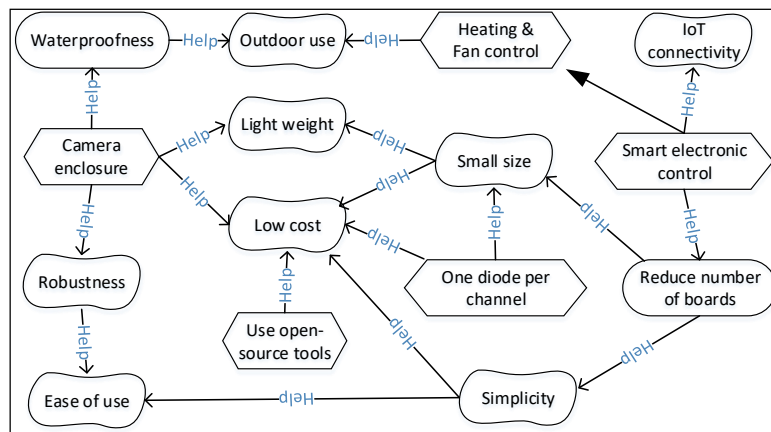 Waterproofness
Help
Outdoor use
Help
Heating &
Fan control
IoT
connectivity
Help
Help
Camera
enclosure
Help
Light weight
Help
Small size
Smart electronic
control
Help
Help
Low cost
Help
Help
Help
Help
Help
Robustness
Help
One diode per
channel
Reduce number
of boards
Use open-
source tools
Help
Help
Help
Ease of use
Help
Simplicity